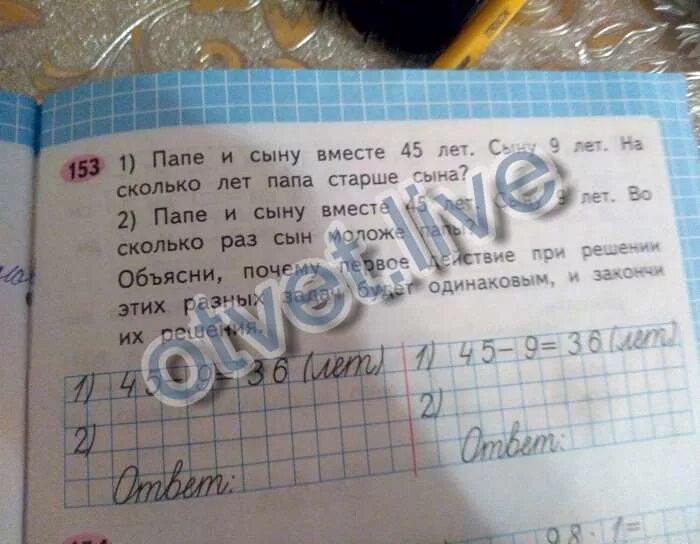 153 1) Папе и сыну вместе 45 лет. Сыну 9 лет. На
сколько лет папа старше сына?
2) Папе и сыну вместе 45 лет. Сыну 9 лет. Во
сколько раз сын моложе папы?
Объясни, почему первое действие при решении
этих разных задач будет одинаковым, и закончи
их решения.
otvet.live
1) 45-9=36 (лет) 1) 45-9=36 (лет)
2) 2)
Ответ: Ответ:
98 : 1=